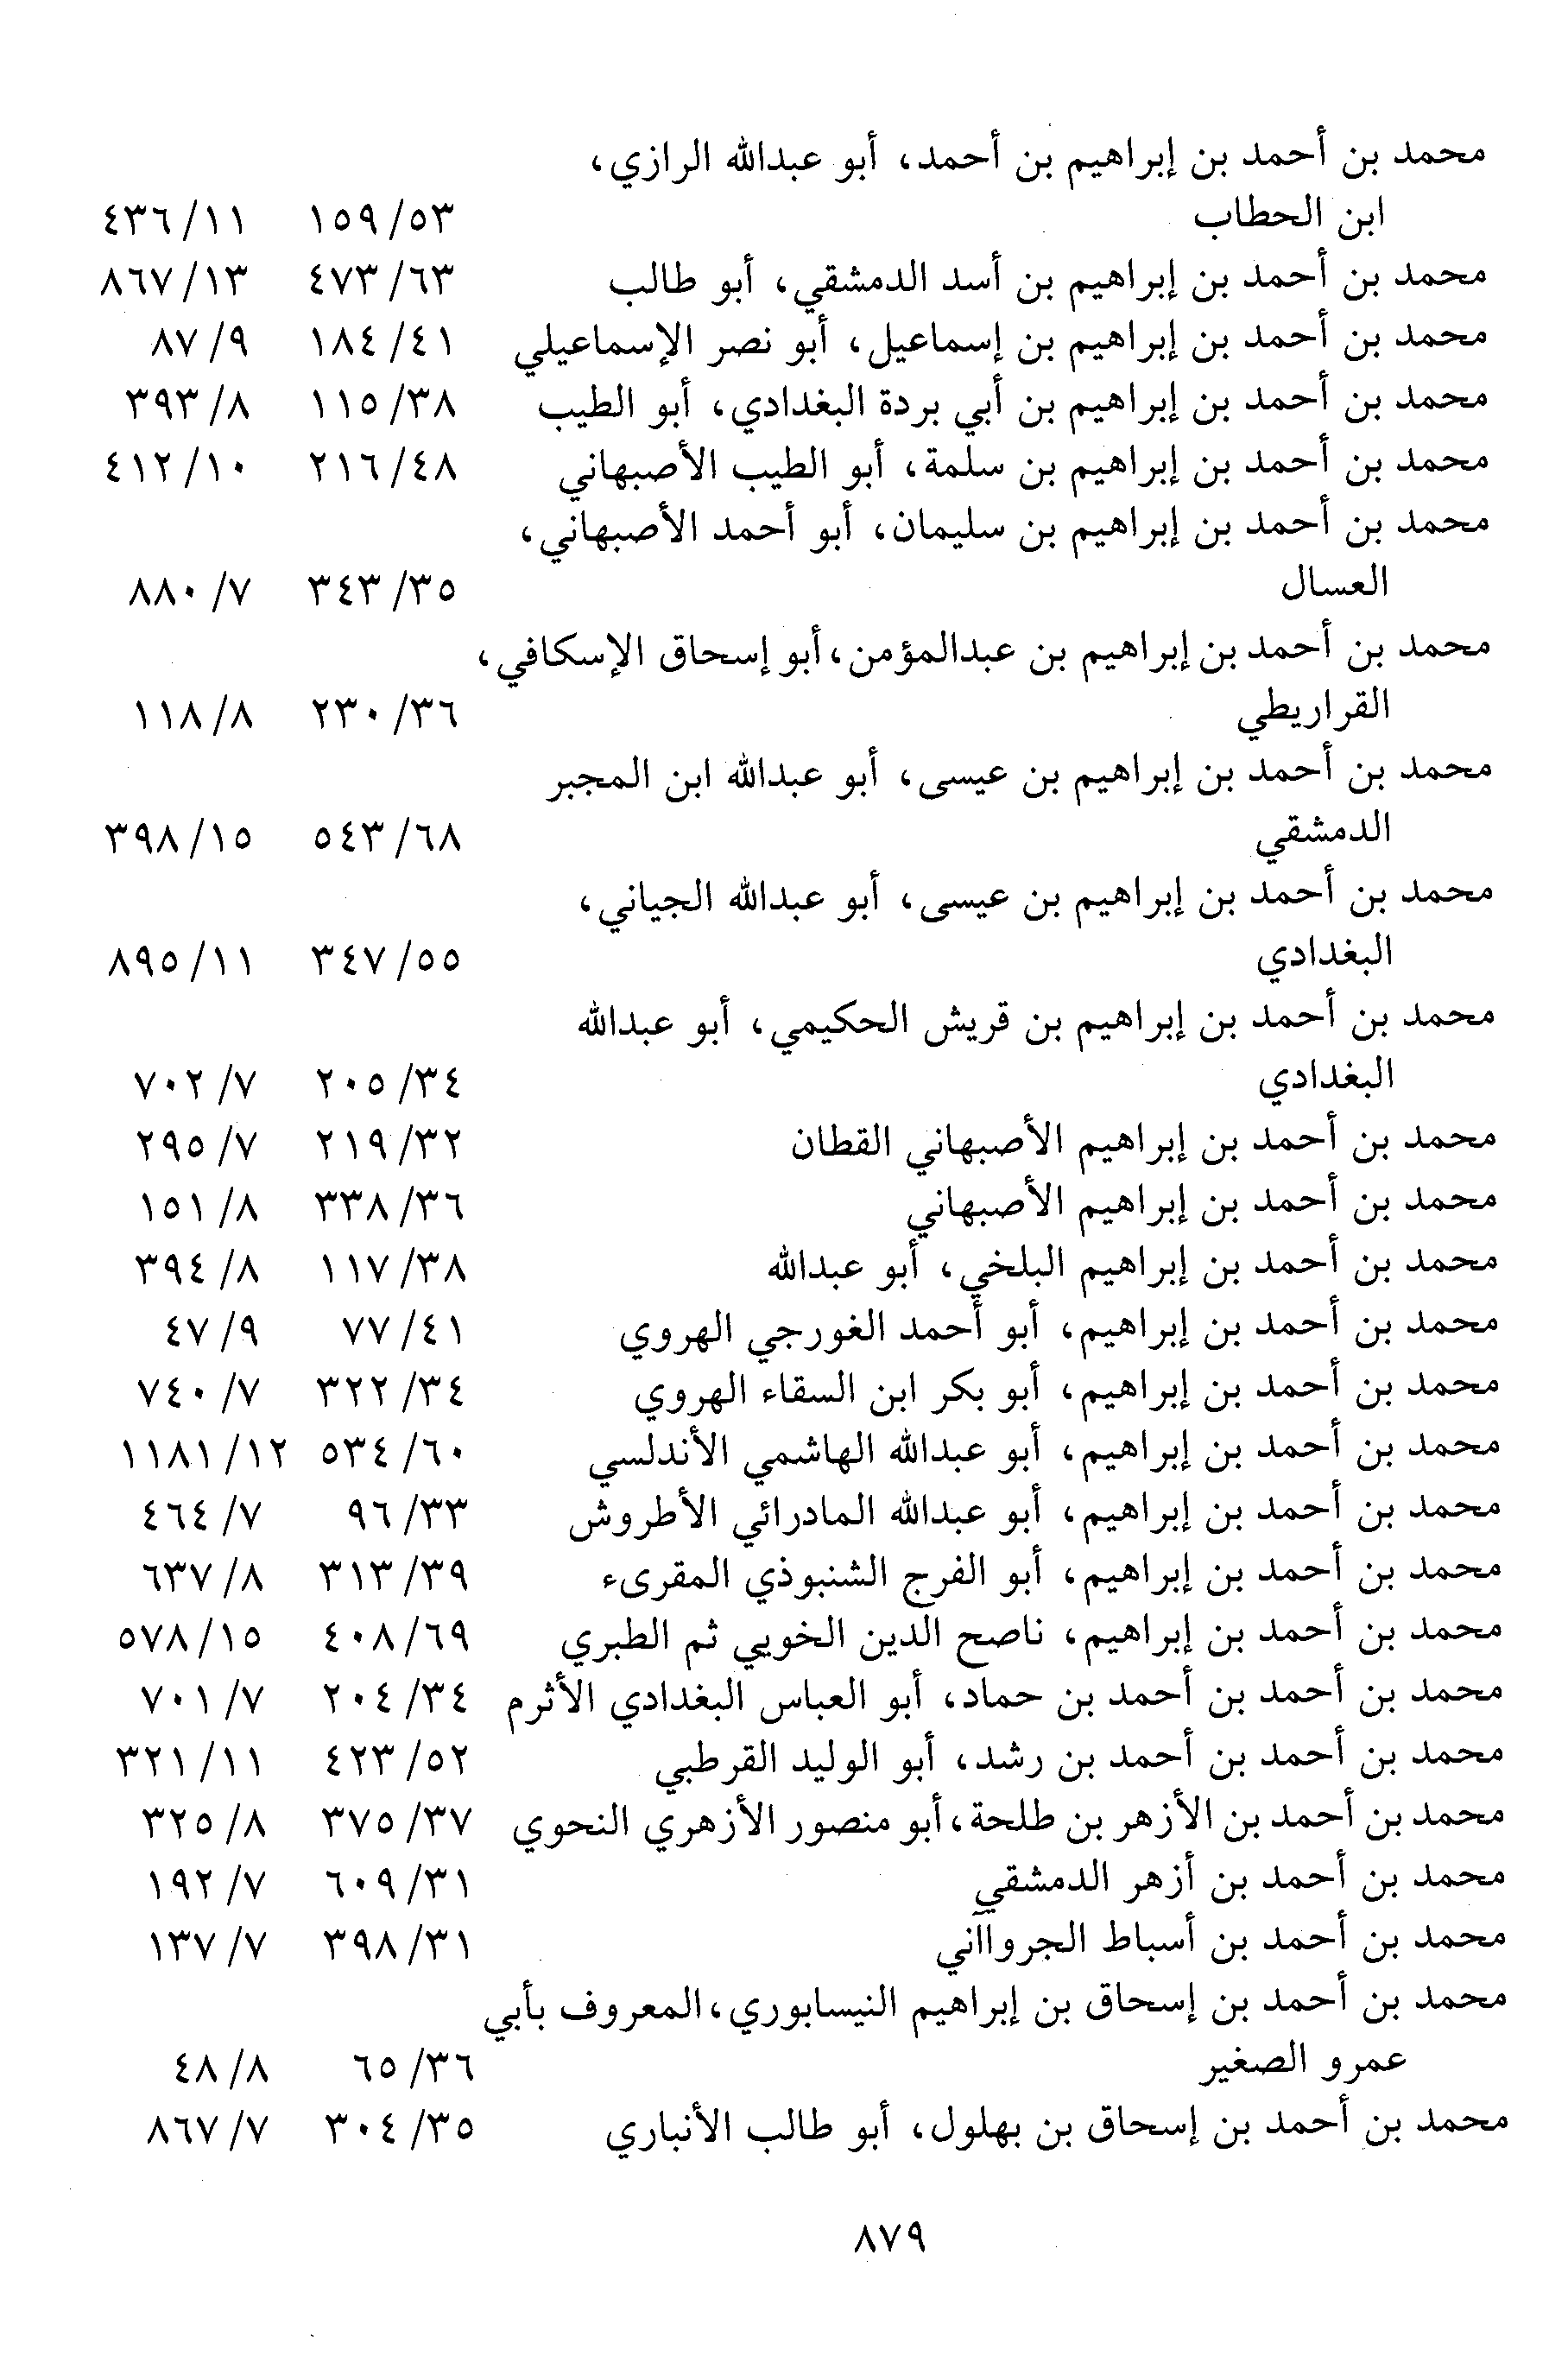 محمد بن أحمد بن إبراهيم بن أحمد، أبو عبدالله الرازي،
ابن الحطاب ٥٣/ ١٥٩ ١١/ ٤٣٦
محمد بن أحمد بن إبراهيم بن أسد الدمشقي، أبو طالب ٦٣/ ٤٧٣ ١٣/ ٨٦٧
محمد بن أحمد بن إبراهيم بن إسماعيل، أبو نصر الإسماعيلي ٤١/ ١٨٤ ٩/ ٨٧
محمد بن أحمد بن إبراهيم بن أبي بردة البغدادي، أبو الطيب ٣٨/ ١١٥ ٨/ ٣٩٣
محمد بن أحمد بن إبراهيم بن سلمة، أبو الطيب الأصبهاني ٤٨/ ٢١٦ ١٠/ ٤١٢
محمد بن أحمد بن إبراهيم بن سليمان، أبو أحمد الأصبهاني،
العسال ٣٥/ ٣٤٣ ٧/ ٨٨٠
محمد بن أحمد بن إبراهيم بن عبدالمؤمن، أبو إسحاق الإسكافي،
القراريطي ٣٦/ ٢٣٠ ٨/ ١١٨
محمد بن أحمد بن إبراهيم بن عيسى، أبو عبدالله ابن المجبر
الدمشقي ٦٨/ ٥٤٣ ١٥/ ٣٩٨
محمد بن أحمد بن إبراهيم بن عيسى، أبو عبدالله الجياني،
البغدادي ٥٥/ ٣٤٧ ١١/ ٨٩٥
محمد بن أحمد بن إبراهيم بن قريش الحكيمي، أبو عبدالله
البغدادي ٣٤/ ٢٠٥ ٧/ ٧٠٢
محمد بن أحمد بن إبراهيم الأصبهاني القطان ٣٢/ ٢١٩ ٧/ ٢٩٥
محمد بن أحمد بن إبراهيم الأصبهاني ٣٦/ ٣٣٨ ٨/ ١٥١
محمد بن أحمد بن إبراهيم البلخي، أبو عبدالله ٣٨/ ١١٧ ٨/ ٣٩٤
محمد بن أحمد بن إبراهيم، أبو أحمد الغورجي الهروي ٤١/ ٧٧ ٩/ ٤٧
محمد بن أحمد بن إبراهيم، أبو بكر ابن السقاء الهروي ٣٤/ ٣٢٢ ٧/ ٧٤٠
محمد بن أحمد بن إبراهيم، أبو عبدالله الهاشمي الأندلسي ٦٠/ ٥٣٤ ١٢/ ١١٨١
محمد بن أحمد بن إبراهيم، أبو عبدالله المادرائي الأطروش ٣٣/ ٩٦ ٧/ ٤٦٤
محمد بن أحمد بن إبراهيم، أبو الفرج الشنبوذي المقرىء ٣٩/ ٣١٣ ٨/ ٦٣٧
محمد بن أحمد بن إبراهيم، ناصح الدين الخويي ثم الطبري ٦٩/ ٤٠٨ ١٥/ ٥٧٨
محمد بن أحمد بن أحمد بن حماد، أبو العباس البغدادي الأثرم ٣٤/ ٢٠٤ ٧/ ٧٠١
محمد بن أحمد بن أحمد بن رشد، أبو الوليد القرطبي ٥٢/ ٤٢٣ ١١/ ٣٢١
محمد بن أحمد بن الأزهر بن طلحة، أبو منصور الأزهري النحوي ٣٧/ ٣٧٥ ٨/ ٣٢٥
محمد بن أحمد بن أزهر الدمشقي ٣١/ ٦٠٩ ٧/ ١٩٢
محمد بن أحمد بن أسباط الجرواآني ٣١/ ٣٩٨ ٧/ ١٣٧
محمد بن أحمد بن إسحاق بن إبراهيم النيسابوري، المعروف بأبي
عمرو الصغير ٣٦/ ٦٥ ٨/ ٤٨
محمد بن أحمد بن إسحاق بن بهلول، أبو طالب الأنباري ٣٥/ ٣٠٤ ٧/ ٨٦٧
٨٧٩